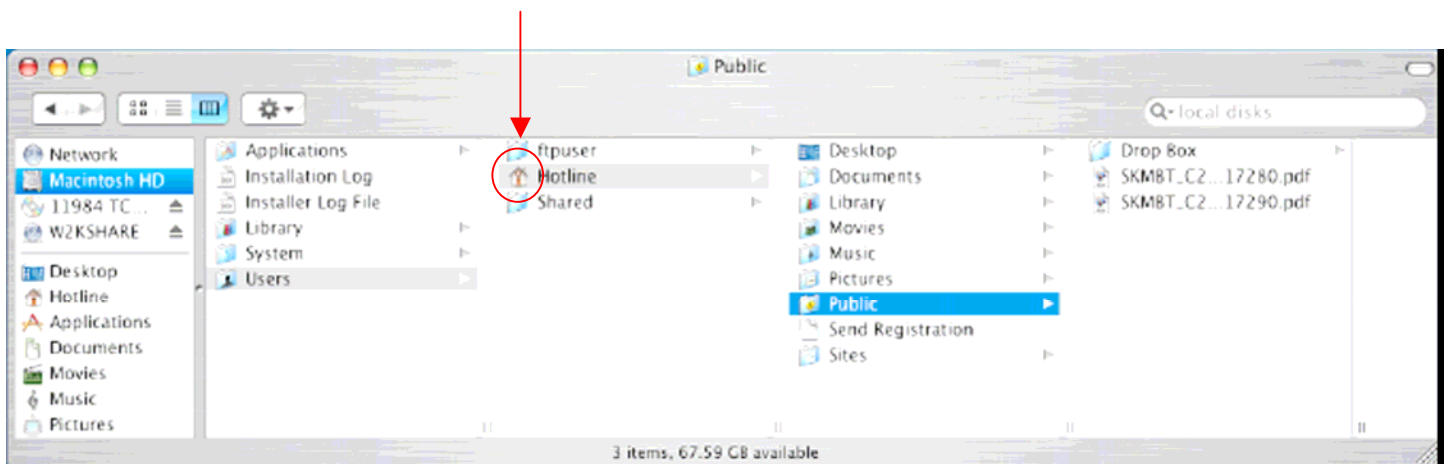 Public
local disks
Network
Macintosh HD
11984 TC...
W2KSHARE
Desktop
Hotline
Applications
Documents
Movies
Music
Pictures
Applications
Installation Log
Installer Log File
Library
System
Users
ftpuser
Hotline
Shared
Desktop
Documents
Library
Movies
Music
Pictures
Public
Send Registration
Sites
Drop Box
SKMBT_C2...17280.pdf
SKMBT_C2...17290.pdf
3 items, 67.59 GB available